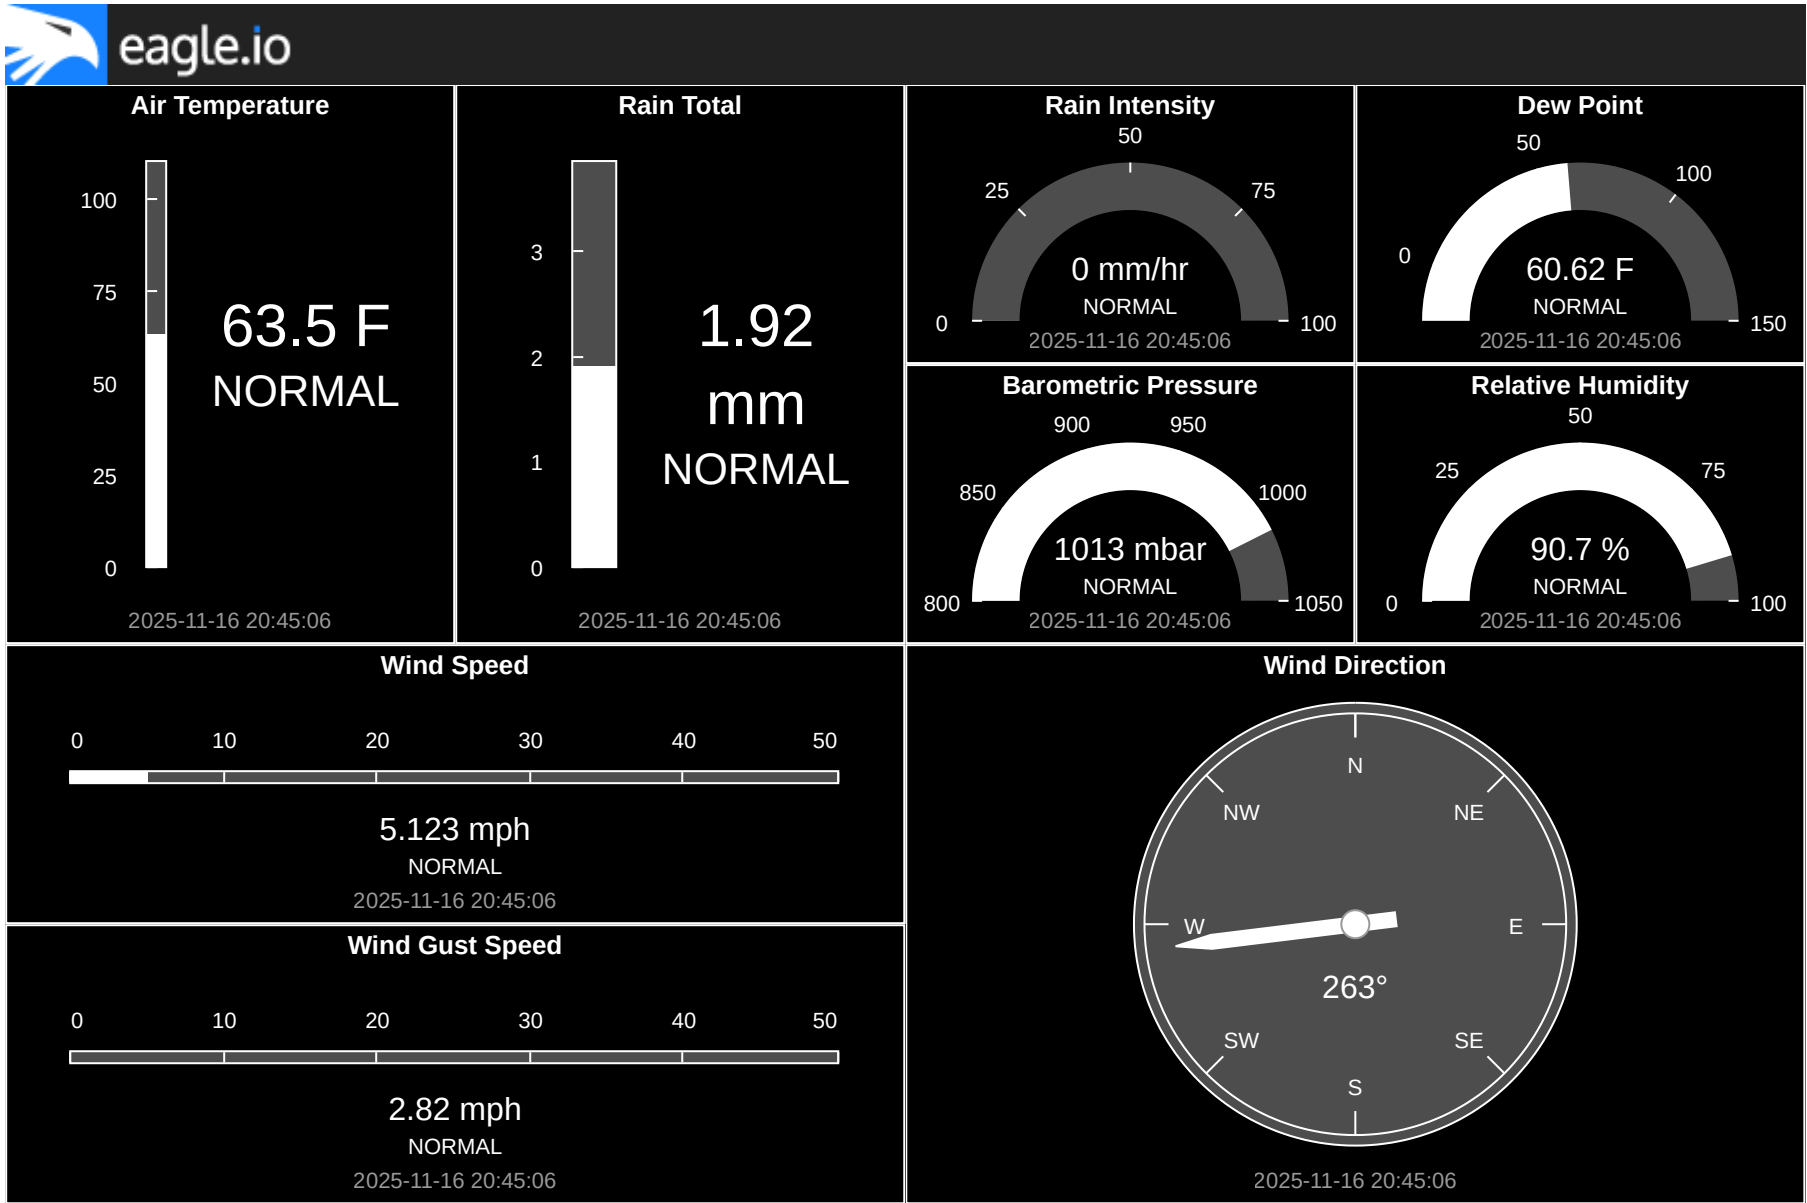 eagle.io
Air Temperature
100
75
50
25
0
63.5 F
NORMAL
2025-11-16 20:45:06
Rain Total
3
2
1
0
1.92
mm
NORMAL
2025-11-16 20:45:06
Rain Intensity
0
25
50
75
100
0 mm/hr
NORMAL
2025-11-16 20:45:06
Dew Point
0
50
100
150
60.62 F
NORMAL
2025-11-16 20:45:06
Barometric Pressure
800
850
900
950
1000
1050
1013 mbar
NORMAL
2025-11-16 20:45:06
Relative Humidity
0
25
50
75
100
90.7 %
NORMAL
2025-11-16 20:45:06
Wind Speed
0 10 20 30 40 50
5.123 mph
NORMAL
2025-11-16 20:45:06
Wind Gust Speed
0 10 20 30 40 50
2.82 mph
NORMAL
2025-11-16 20:45:06
Wind Direction
N
NW NE
W E
263°
SW SE
S
2025-11-16 20:45:06